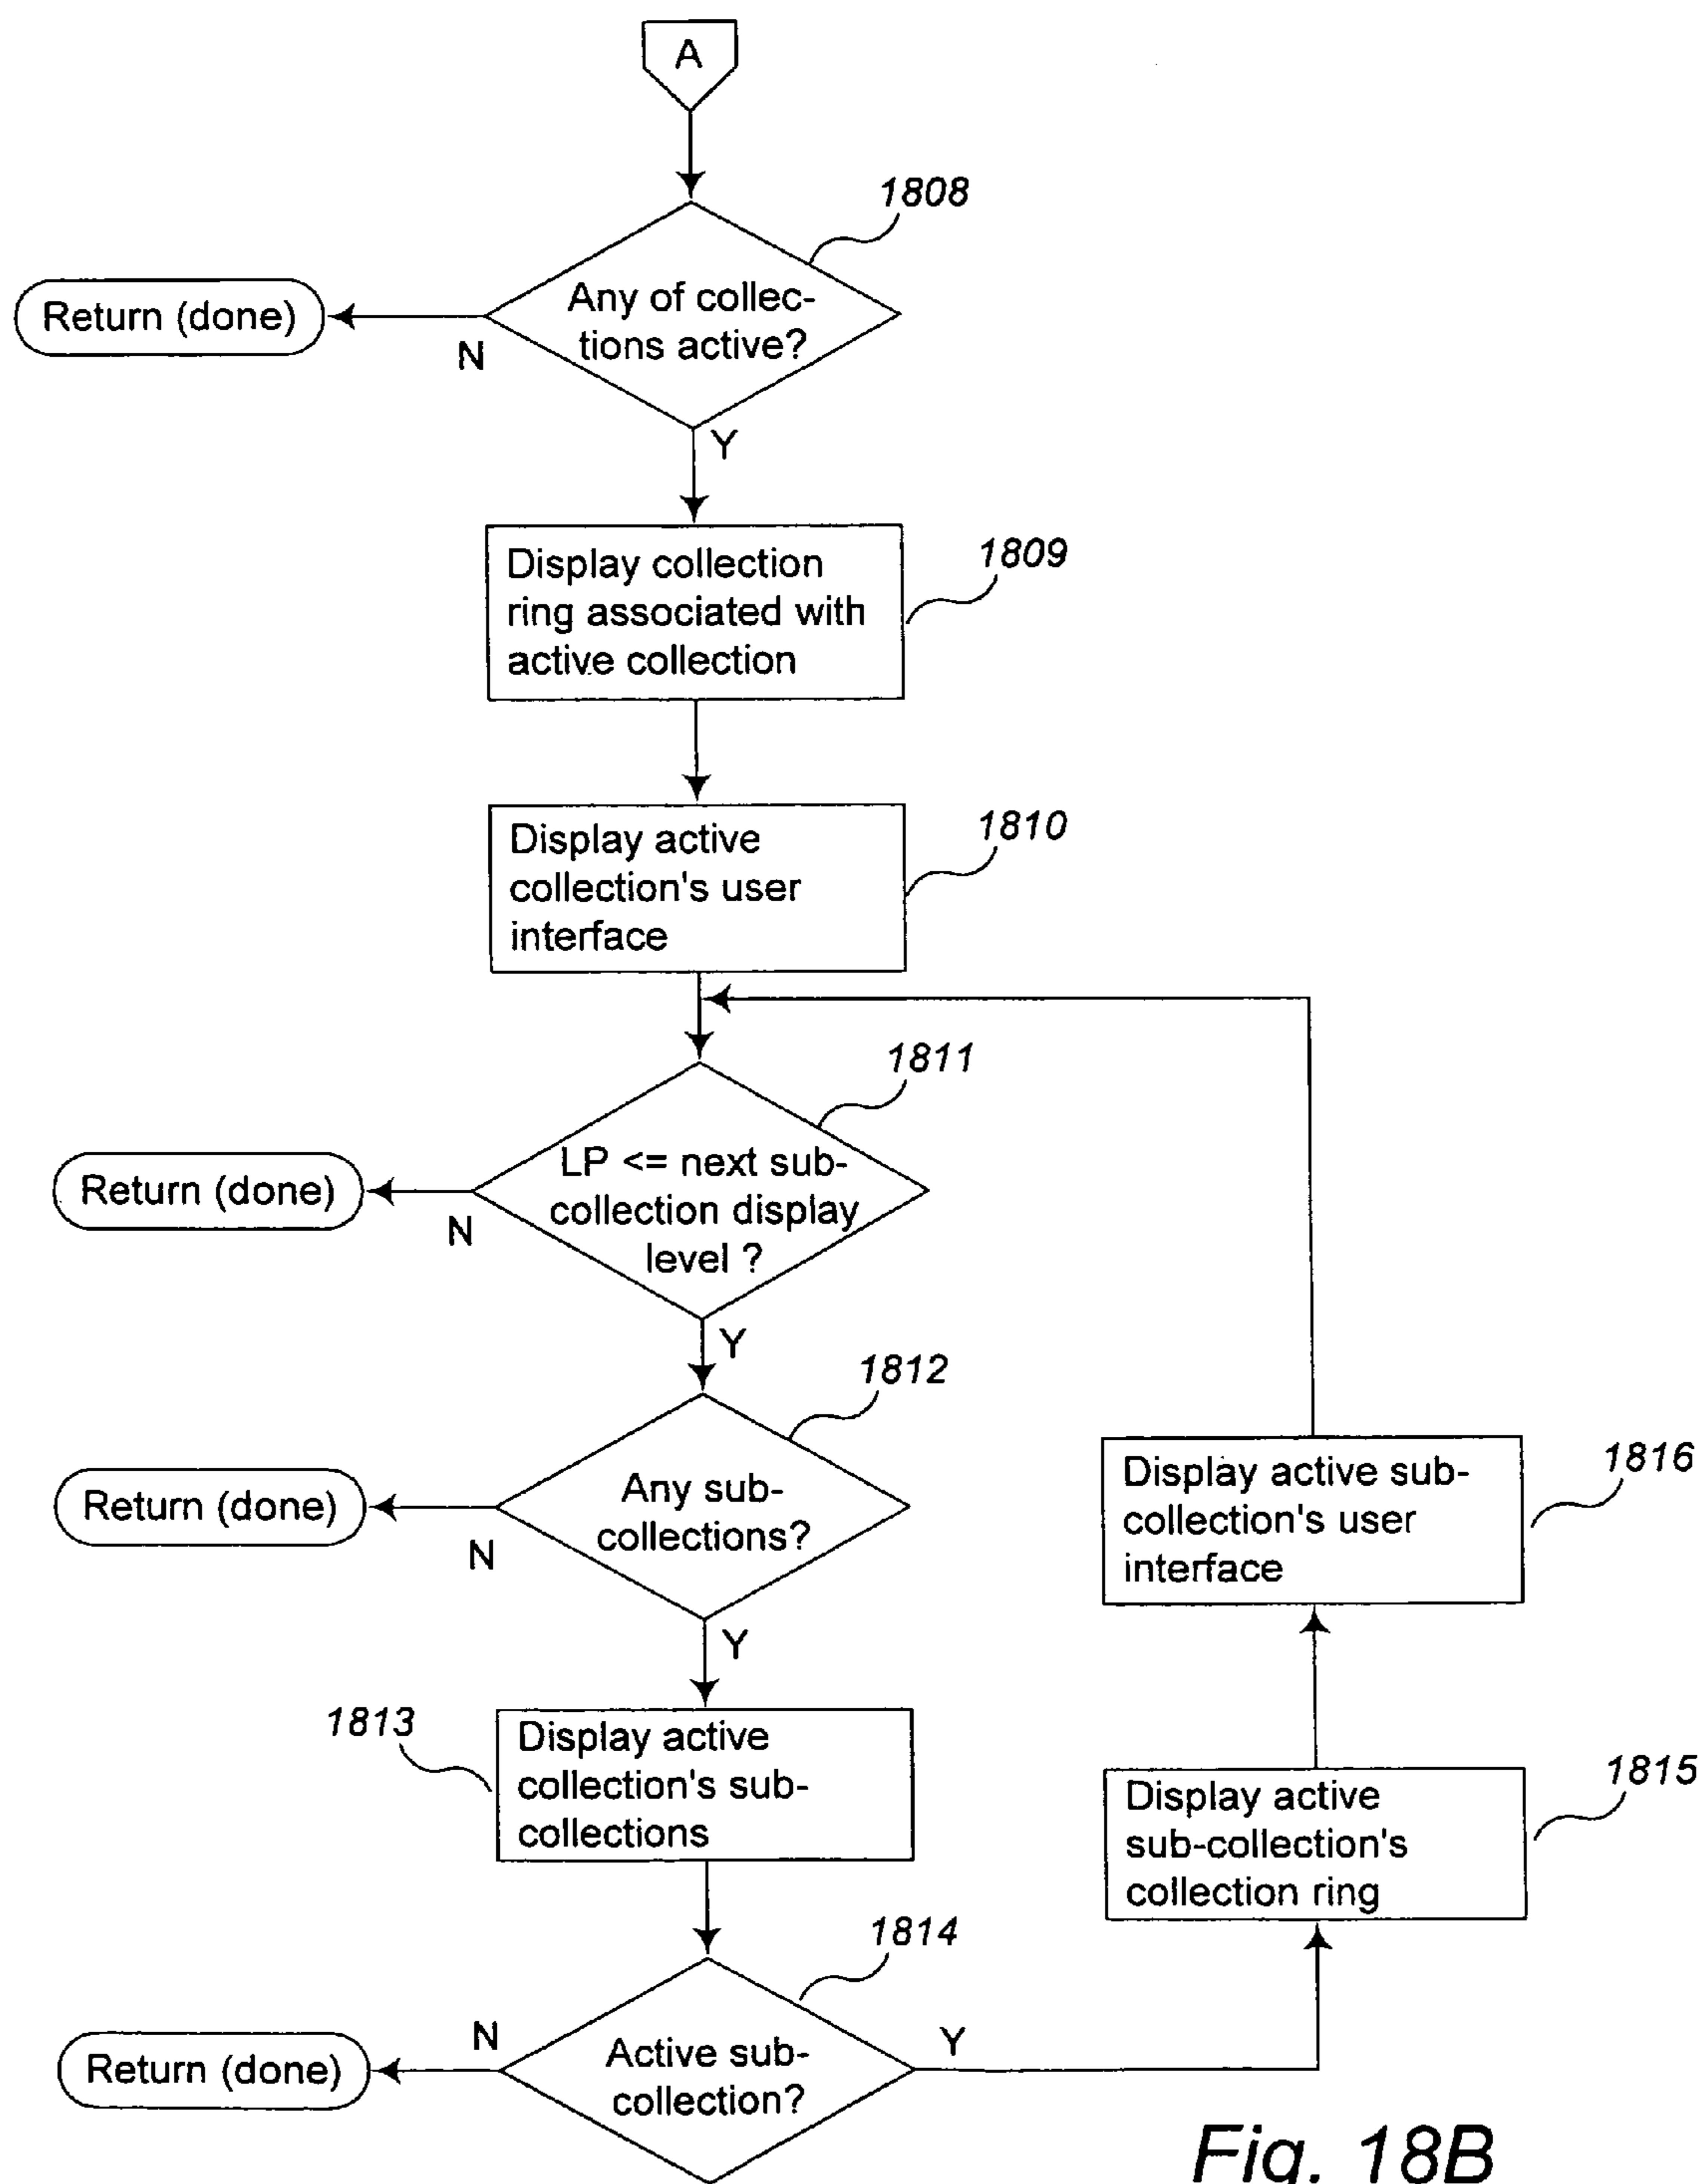 A
1808
Any of collec-
tions active?
Return (done)
N
Y
Display collection
ring associated with
active collection
1809
Display active
collection's user
interface
1810
1811
LP <= next sub-
collection display
level ?
Return (done)
N
Y
1812
Any sub-
collections?
Return (done)
N
Y
1813
Display active
collection's sub-
collections
1814
Active sub-
collection?
N
Return (done)
Y
Display active
sub-collection's
collection ring
1815
Display active sub-
collection's user
interface
1816
Fig. 18B